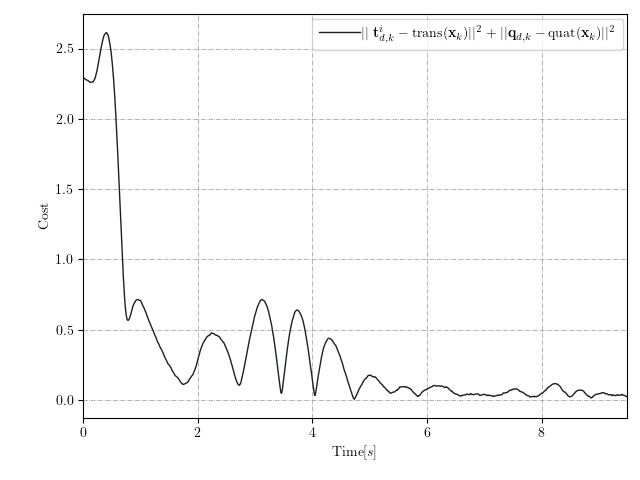 || t^i_{d,k} − trans(x_k)||² + ||q_{d,k} − quat(x_k)||²
2.5
2.0
1.5
1.0
0.5
0.0
Cost
0 2 4 6 8
Time[s]